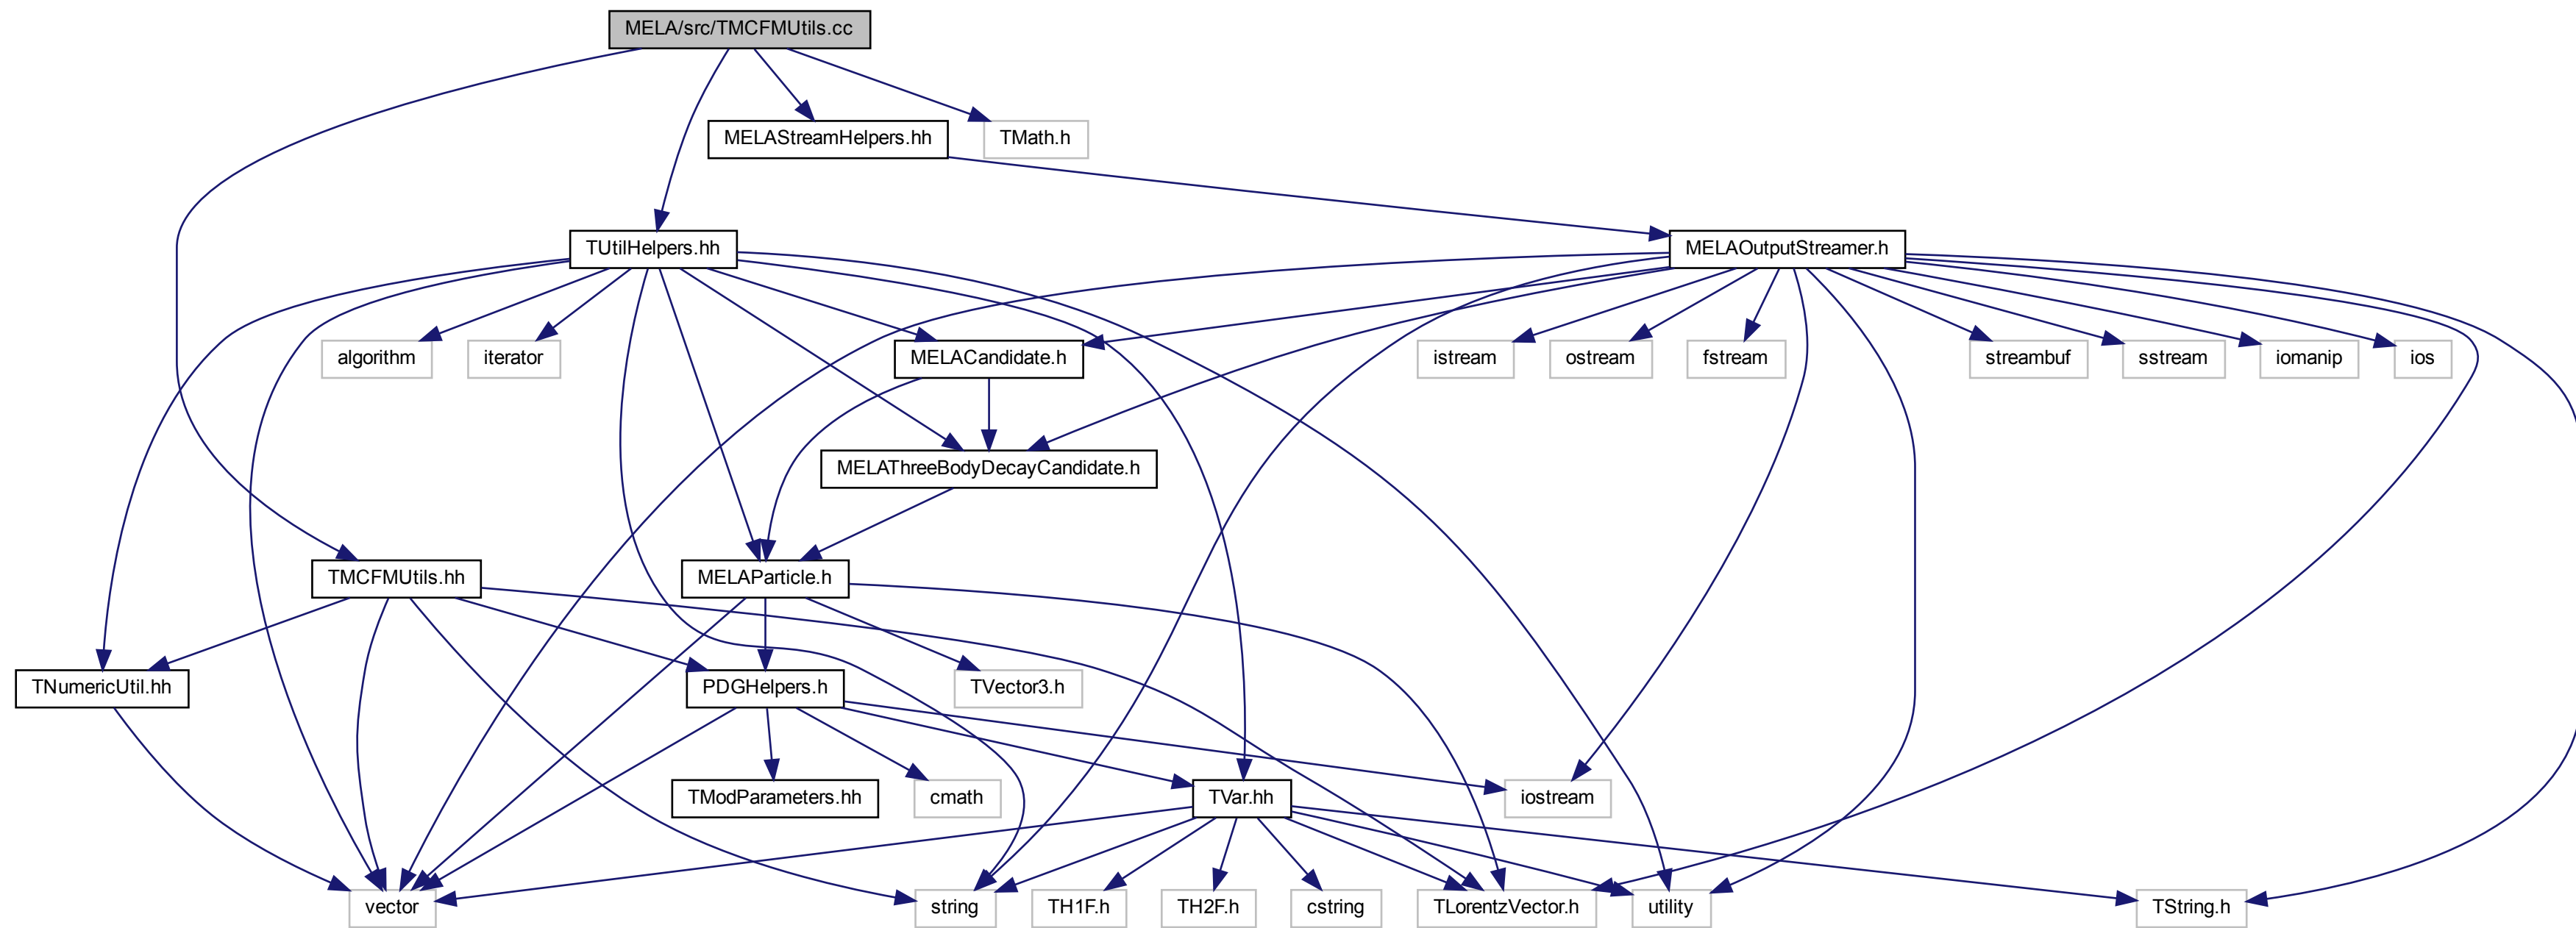 MELA/src/TMCFMUtils.cc
MELAStreamHelpers.hh
TMath.h
TUtilHelpers.hh
MELAOutputStreamer.h
algorithm
iterator
MELACandidate.h
istream
ostream
fstream
streambuf
sstream
iomanip
ios
MELAThreeBodyDecayCandidate.h
TMCFMUtils.hh
MELAParticle.h
TNumericUtil.hh
PDGHelpers.h
TVector3.h
TModParameters.hh
cmath
TVar.hh
iostream
vector
string
TH1F.h
TH2F.h
cstring
TLorentzVector.h
utility
TString.h